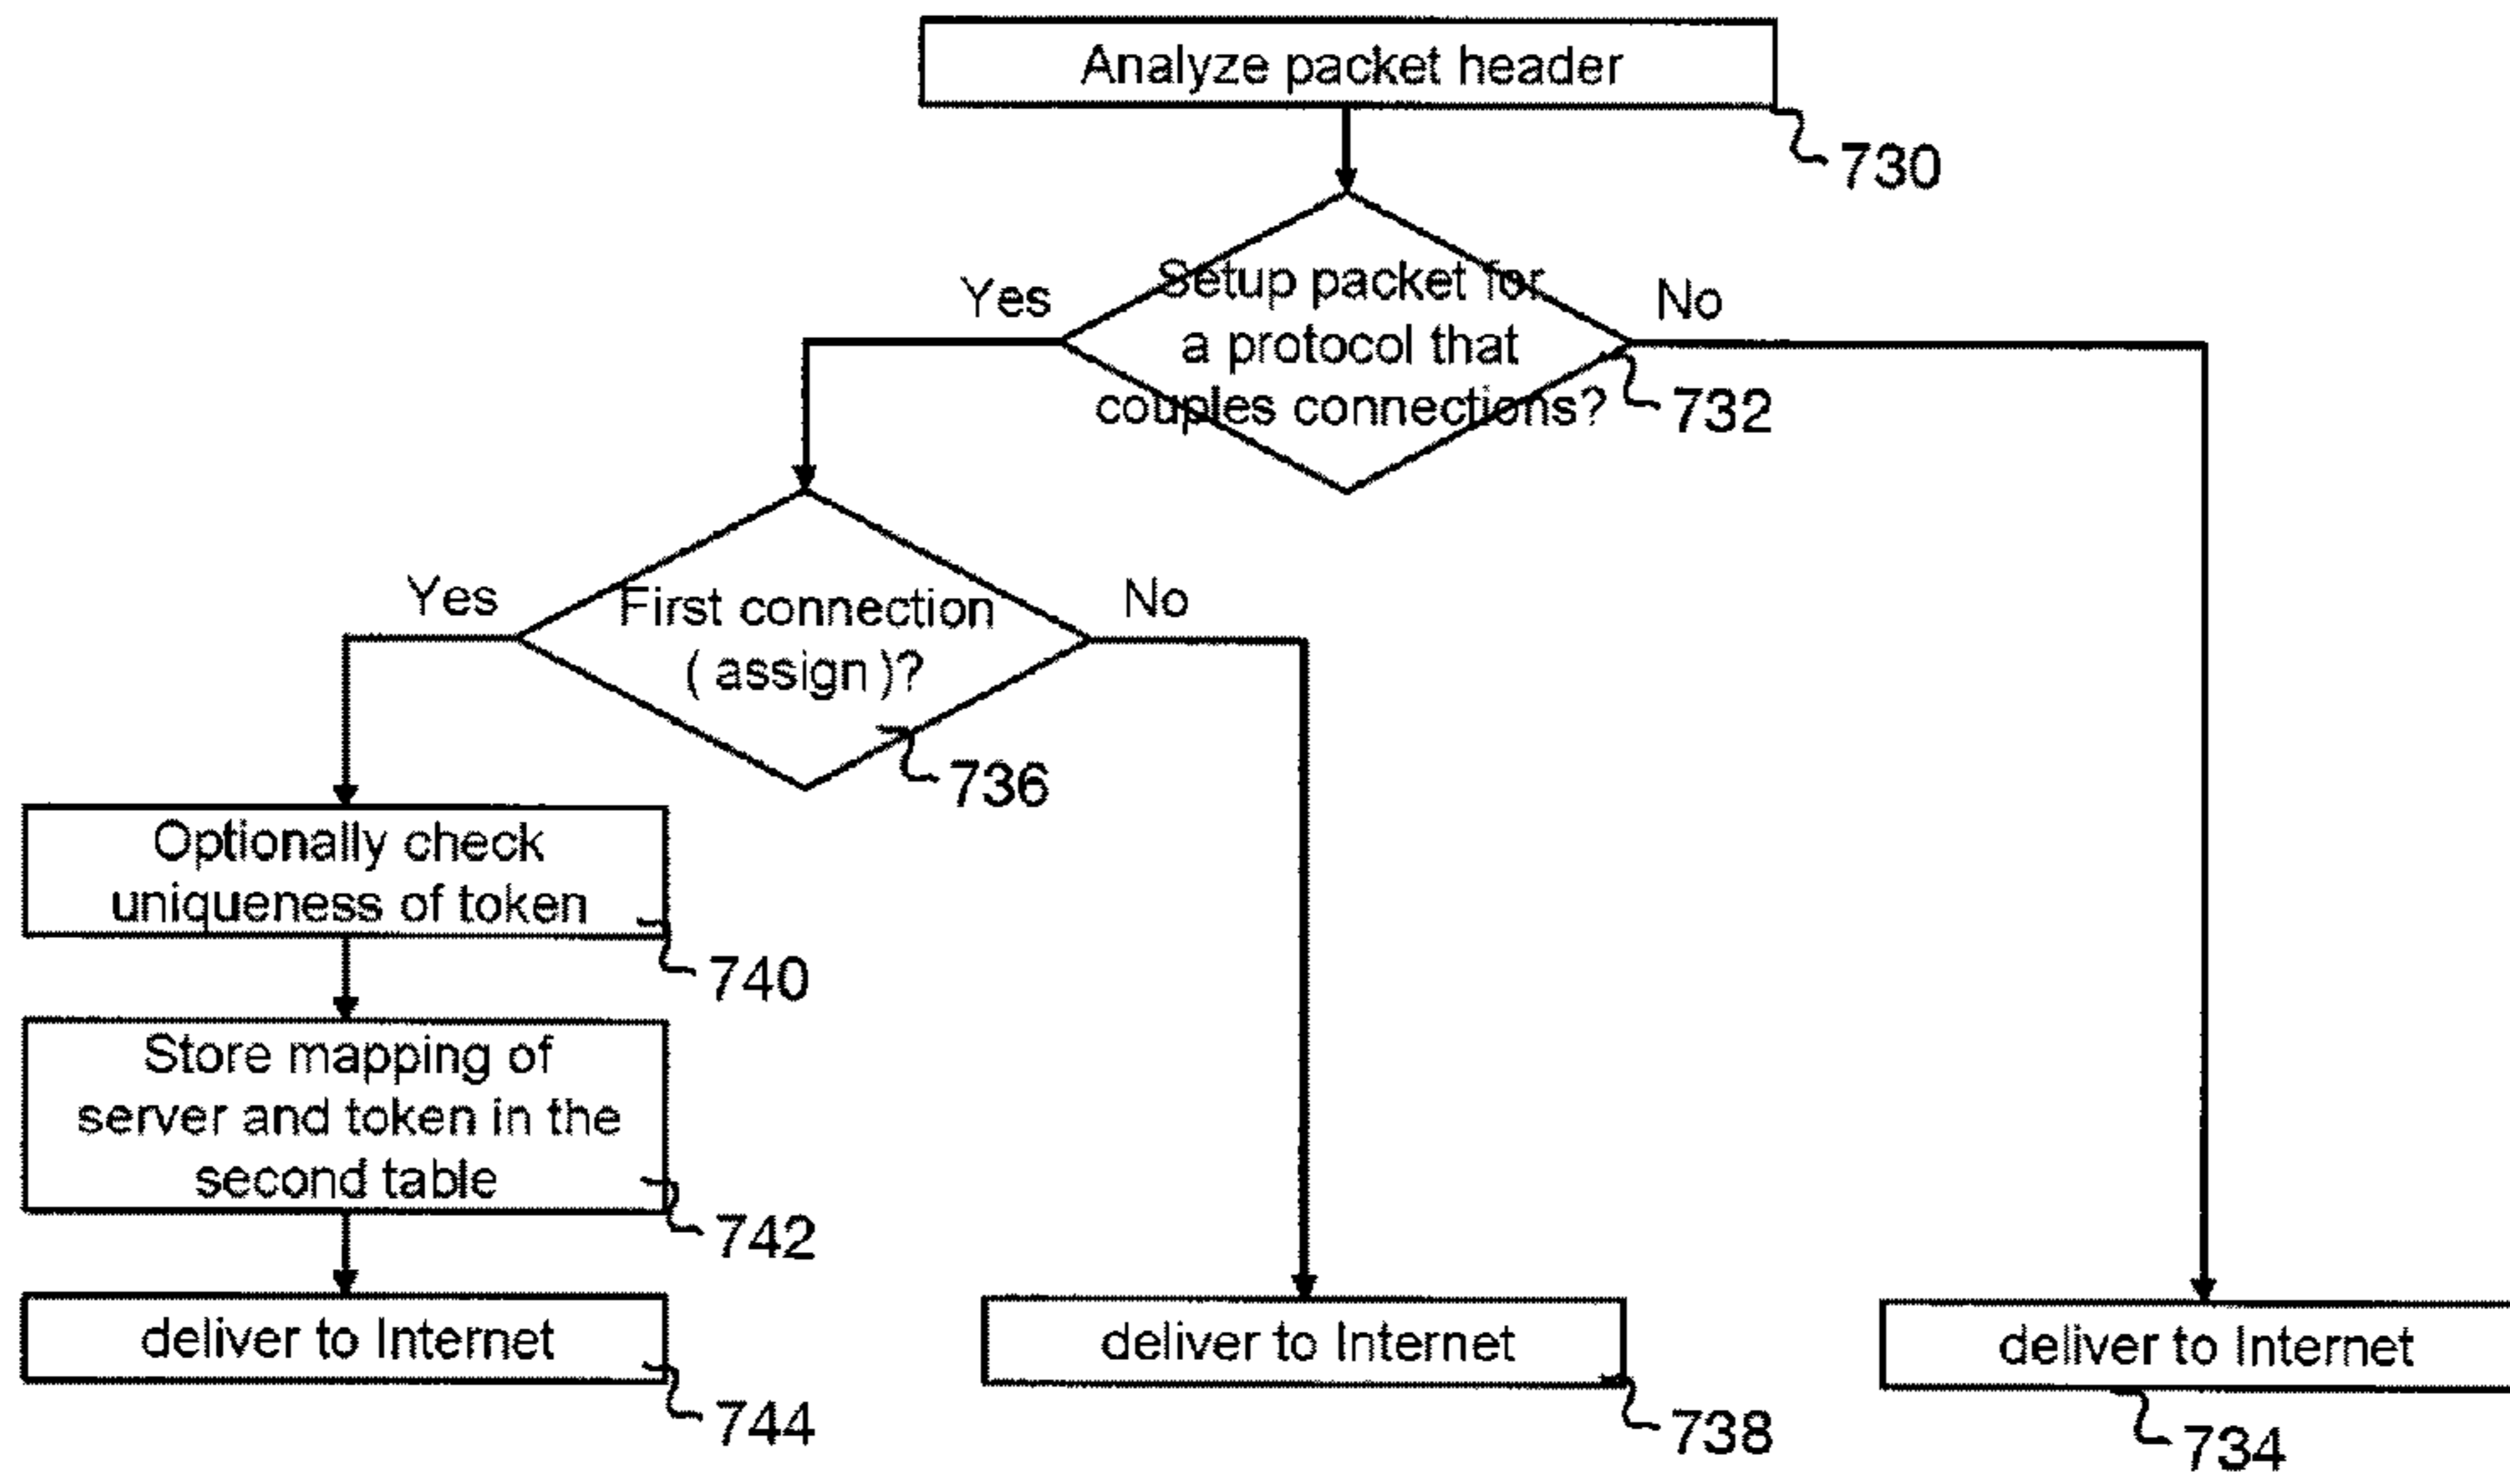 Analyze packet header
730
Setup packet for
a protocol that
couples connections?
Yes
No
732
First connection
( assign )?
Yes
No
736
Optionally check
uniqueness of token
740
Store mapping of
server and token in the
second table
742
deliver to Internet
744
deliver to Internet
738
deliver to Internet
734